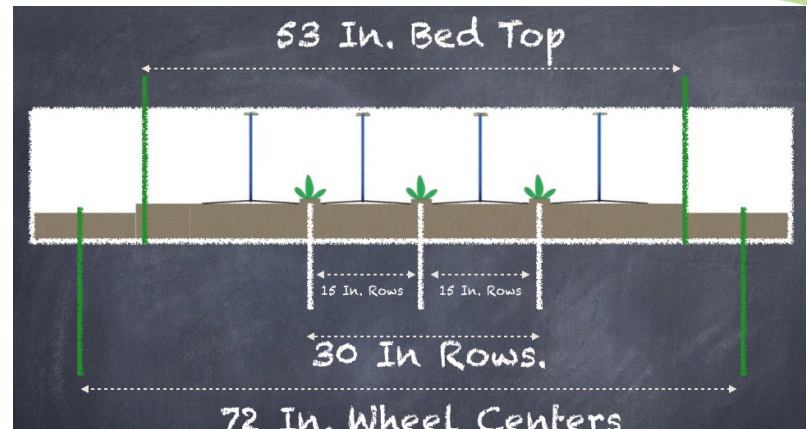 53 In. Bed Top
15 In. Rows
15 In. Rows
30 In Rows.
72 In. Wheel Centers